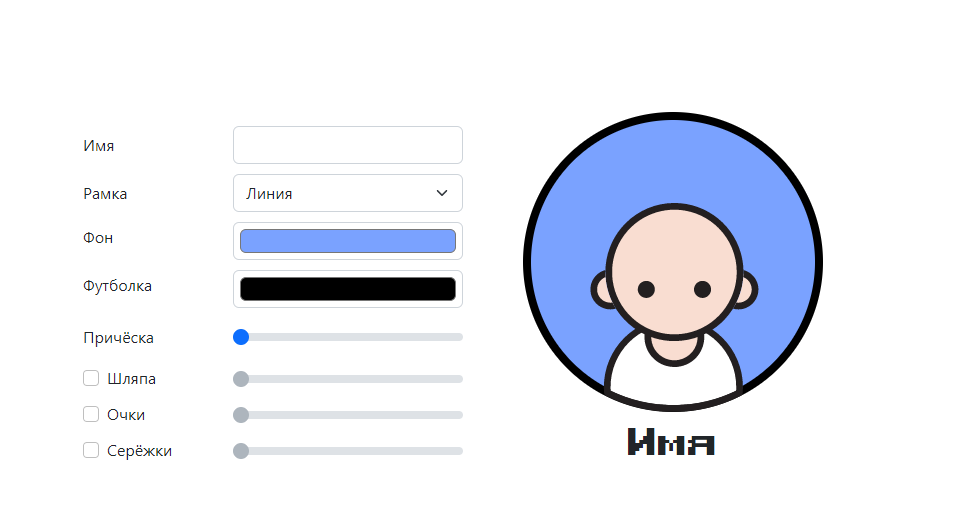 Имя
Рамка
Линия
Фон
Футболка
Причёска
Шляпа
Очки
Серёжки
Имя